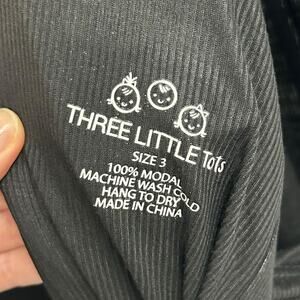 THREE LITTLE Tots
SIZE 3
100% MODAL
MACHINE WASH COLD
HANG TO DRY
MADE IN CHINA